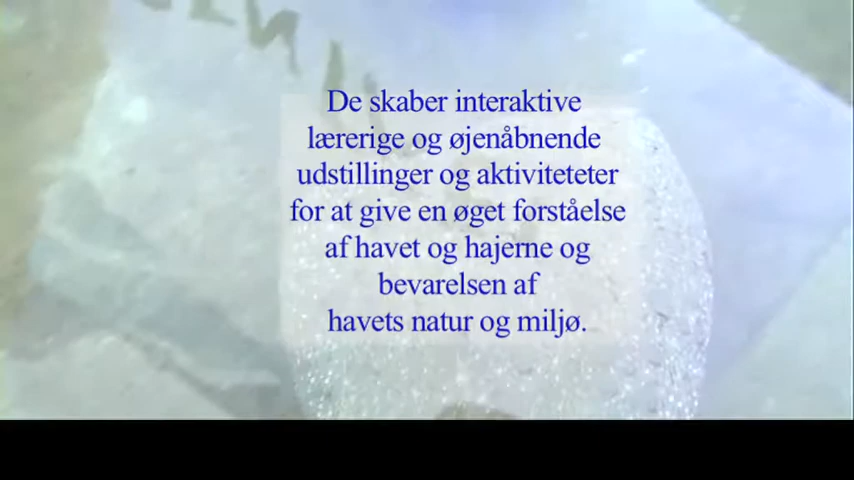 De skaber interaktive
lærerige og øjenåbnende
udstillinger og aktiviteteter
for at give en øget forståelse
af havet og hajerne og
bevarelsen af
havets natur og miljø.